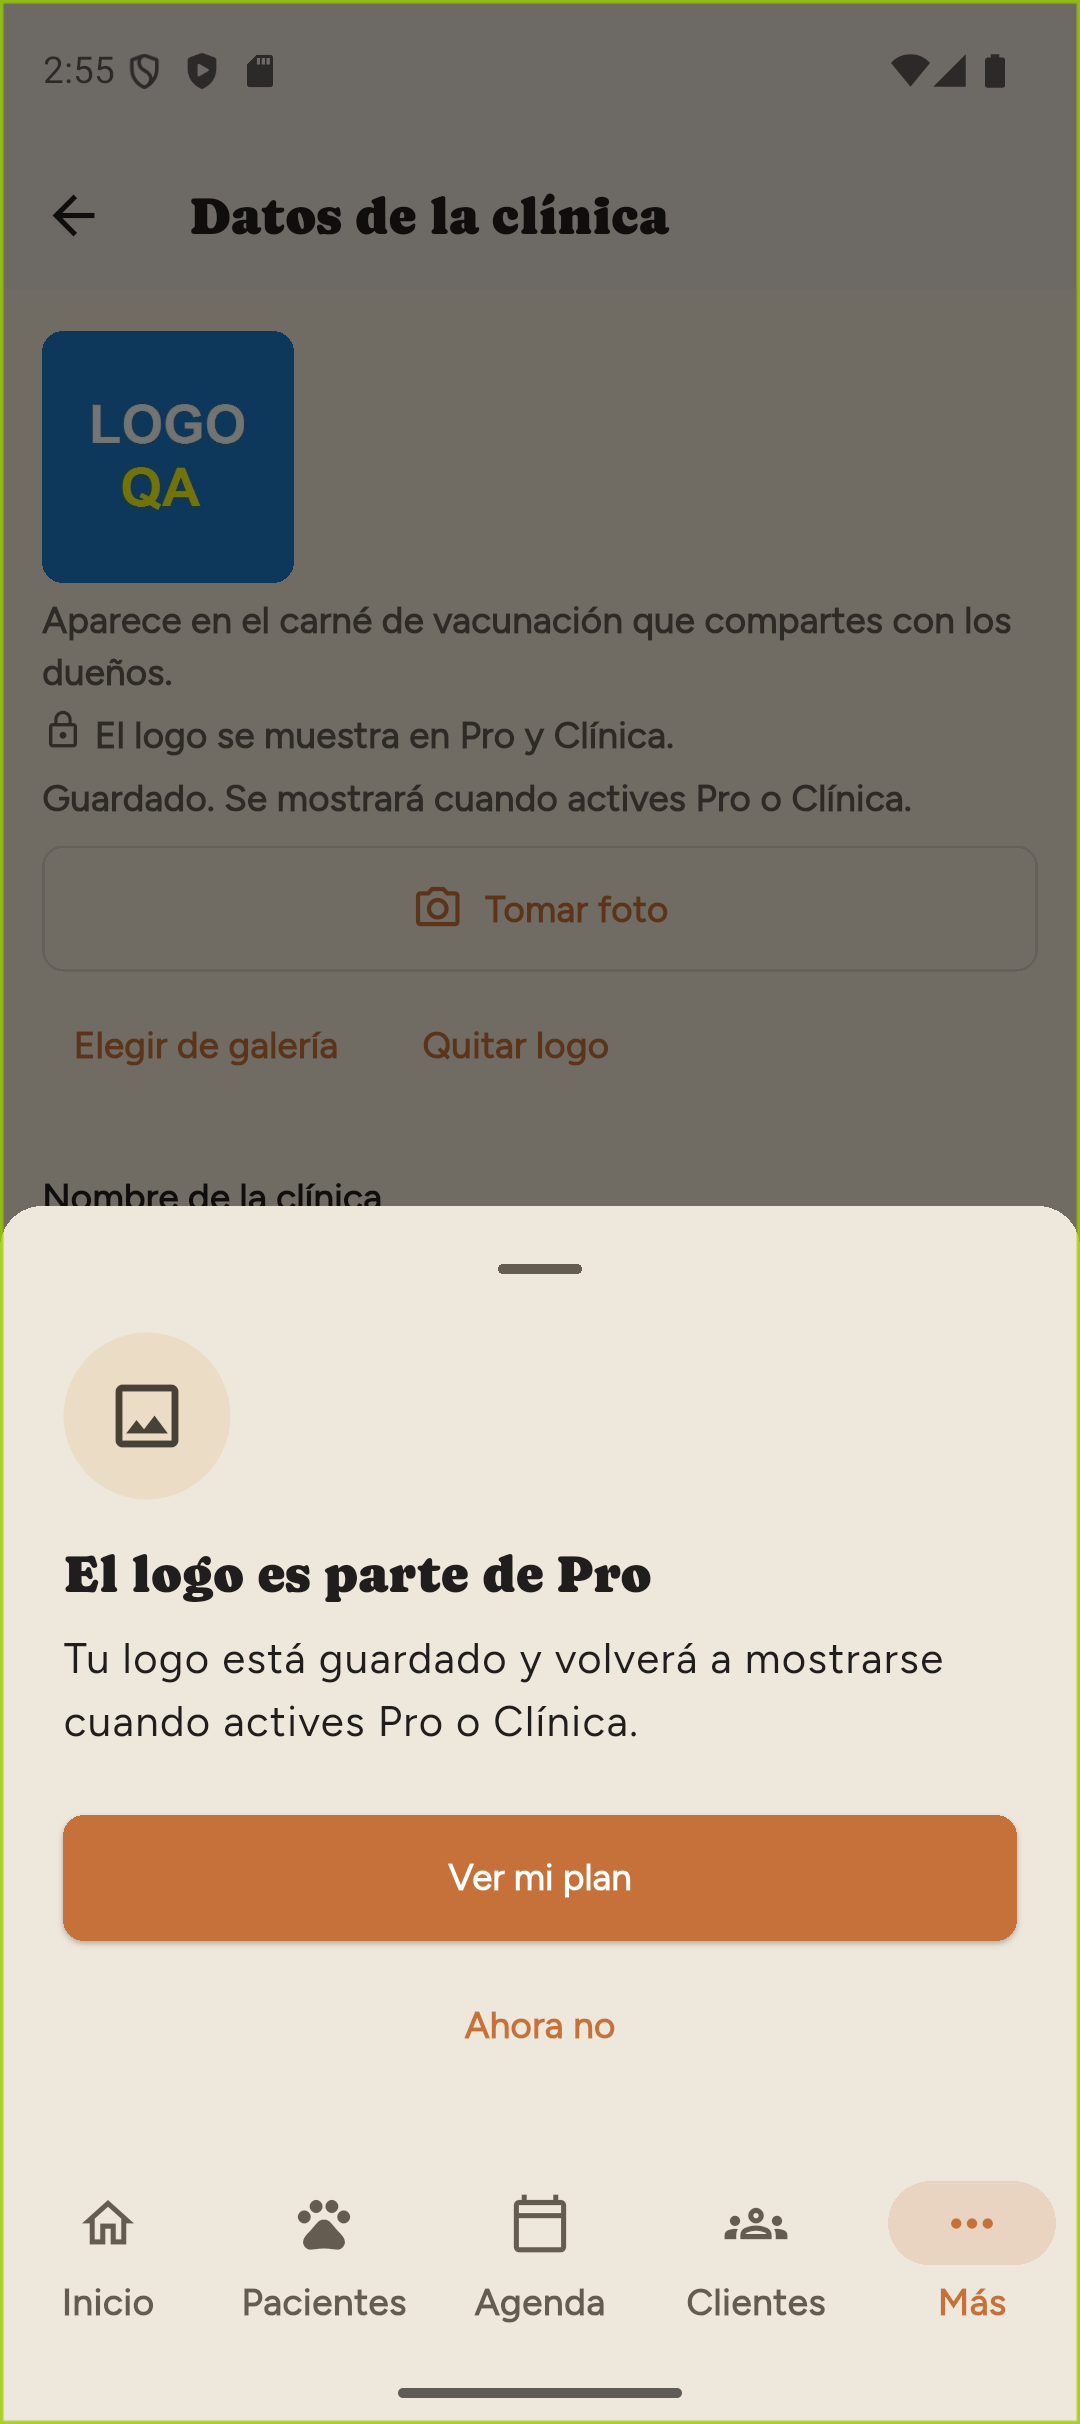 2:55
Datos de la clínica
LOGO
QA
Aparece en el carné de vacunación que compartes con los
dueños.
El logo se muestra en Pro y Clínica.
Guardado. Se mostrará cuando actives Pro o Clínica.
Tomar foto
Elegir de galería Quitar logo
Nombre de la clínica
El logo es parte de Pro
Tu logo está guardado y volverá a mostrarse
cuando actives Pro o Clínica.
Ver mi plan
Ahora no
Inicio Pacientes Agenda Clientes Más